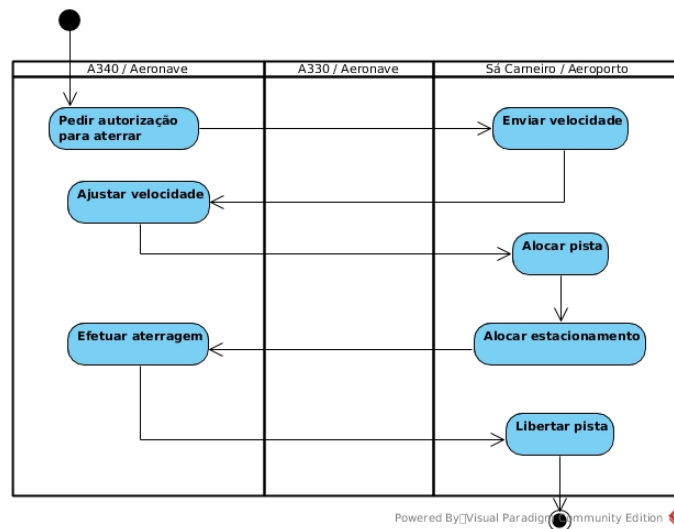 A340 / Aeronave
A330 / Aeronave
Sá Carneiro / Aeroporto
Pedir autorização
para aterrar
Enviar velocidade
Ajustar velocidade
Alocar pista
Efetuar aterragem
Alocar estacionamento
Libertar pista
Powered By Visual Paradigm Community Edition